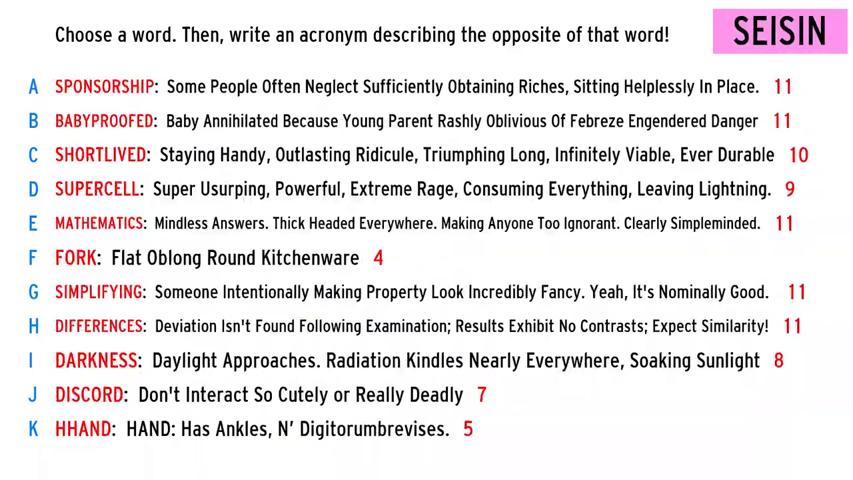 Choose a word. Then, write an acronym describing the opposite of that word!
SEISIN
A SPONSORSHIP: Some People Often Neglect Sufficiently Obtaining Riches, Sitting Helplessly In Place. 11
B BABYPROOFED: Baby Annihilated Because Young Parent Rashly Oblivious Of Febreze Engendered Danger 11
C SHORTLIVED: Staying Handy, Outlasting Ridicule, Triumphing Long, Infinitely Viable, Ever Durable 10
D SUPERCELL: Super Usurping, Powerful, Extreme Rage, Consuming Everything, Leaving Lightning. 9
E MATHEMATICS: Mindless Answers. Thick Headed Everywhere. Making Anyone Too Ignorant. Clearly Simpleminded. 11
F FORK: Flat Oblong Round Kitchenware 4
G SIMPLIFYING: Someone Intentionally Making Property Look Incredibly Fancy. Yeah, It's Nominally Good. 11
H DIFFERENCES: Deviation Isn't Found Following Examination; Results Exhibit No Contrasts; Expect Similarity! 11
I DARKNESS: Daylight Approaches. Radiation Kindles Nearly Everywhere, Soaking Sunlight 8
J DISCORD: Don't Interact So Cutely or Really Deadly 7
K HHAND: HAND: Has Ankles, N’ Digitorumbrevises. 5